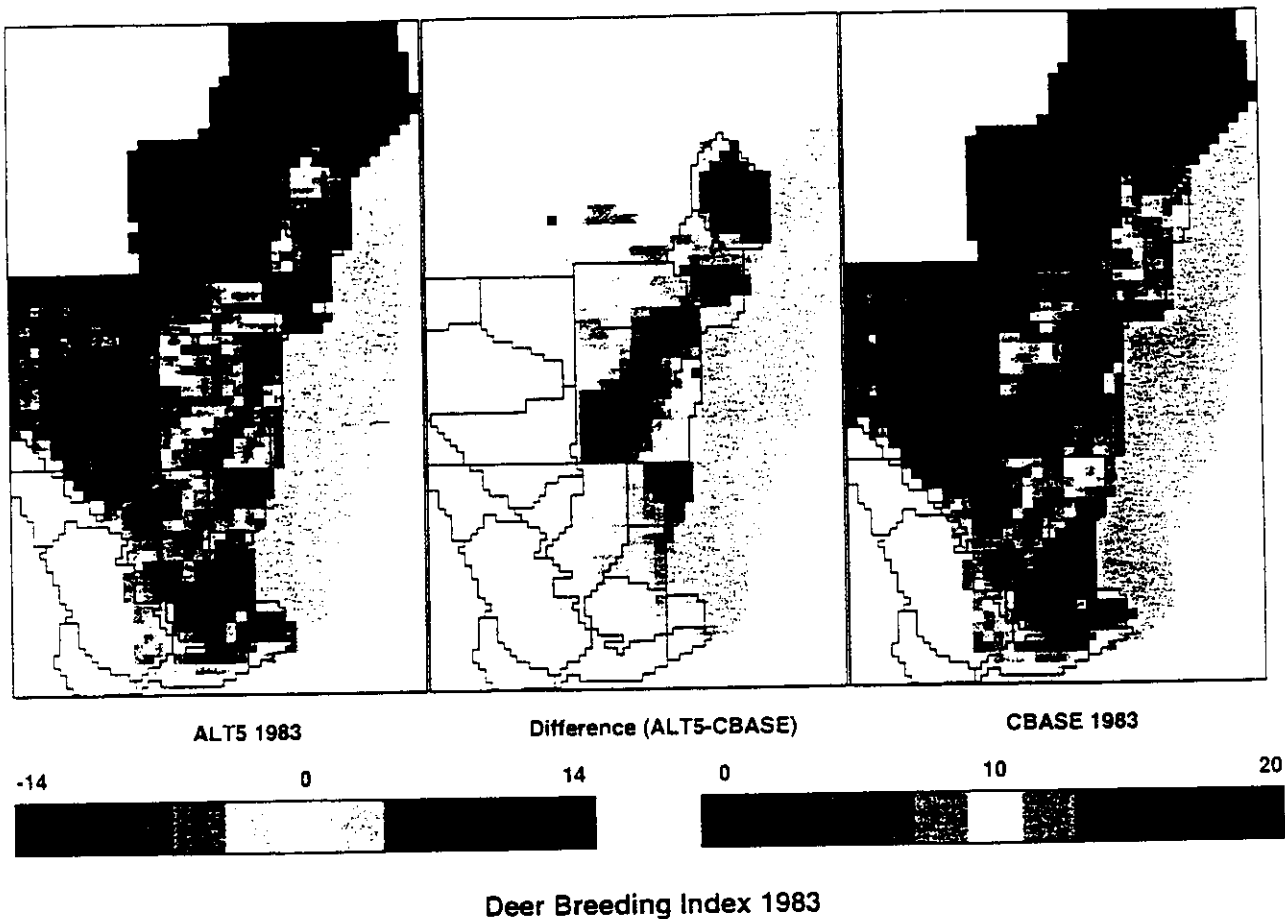 ALT5 1983
Difference (ALT5-CBASE)
CBASE 1983
-14 0 14
0 10 20
Deer Breeding Index 1983